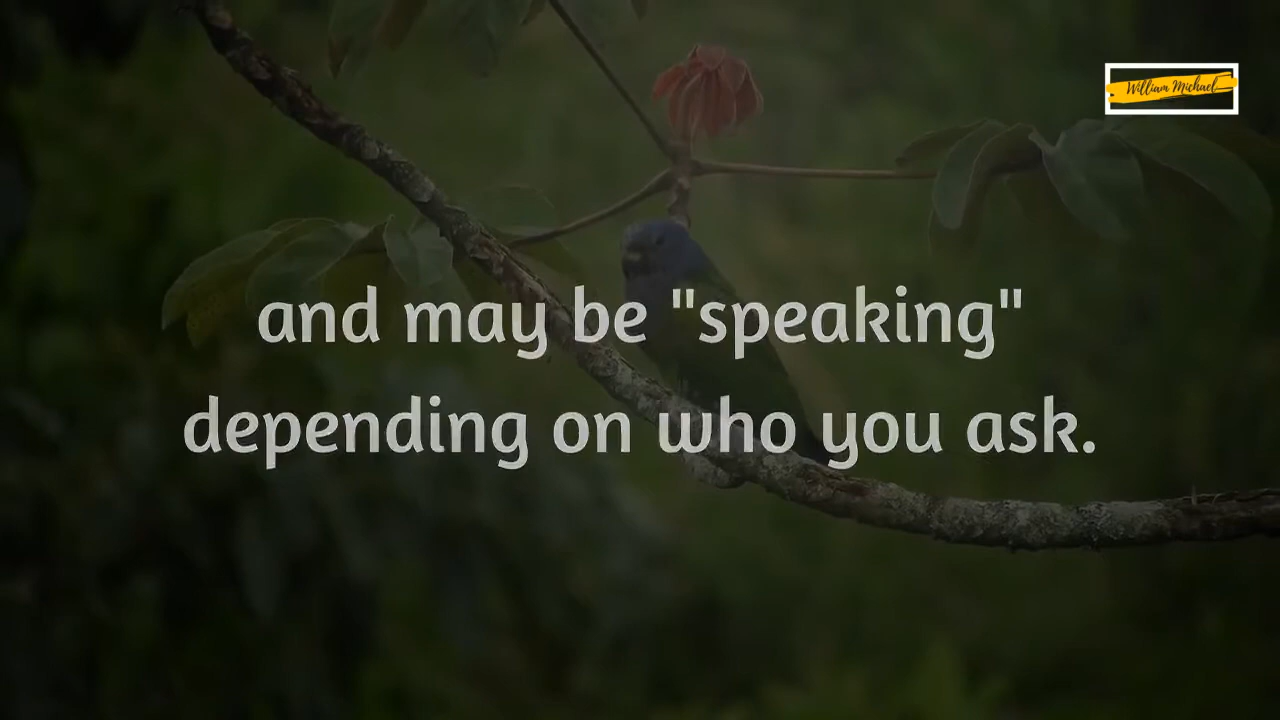 William Michael
and may be "speaking"
depending on who you ask.